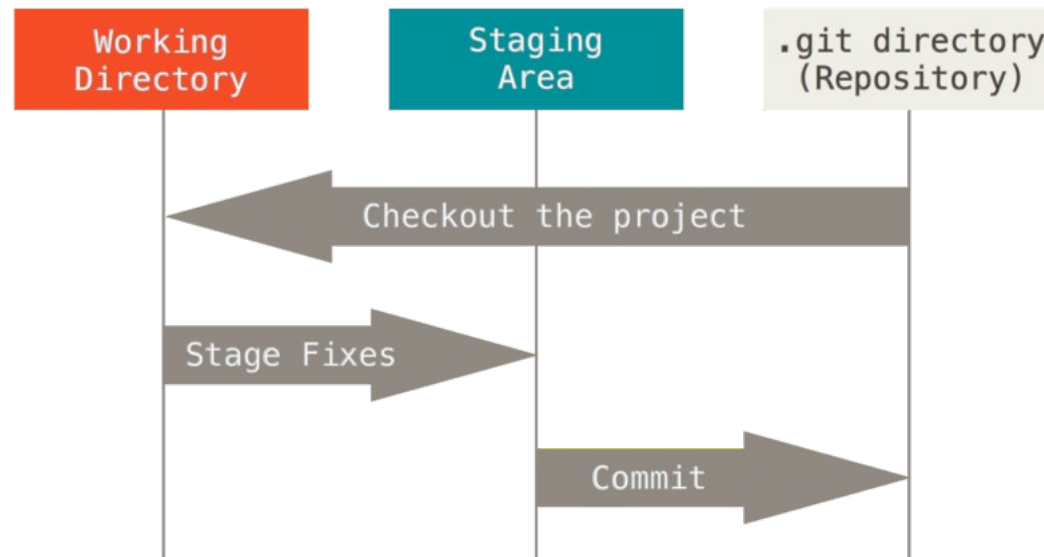 Working
Directory
Staging
Area
.git directory
(Repository)
Checkout the project
Stage Fixes
Commit